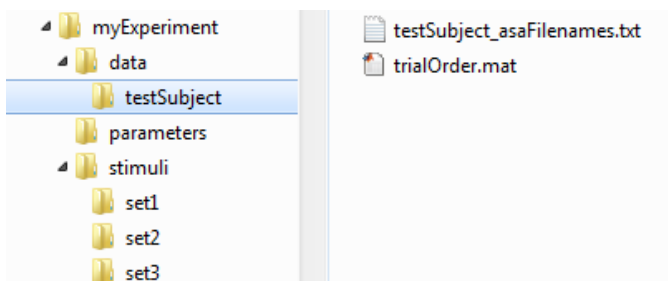 myExperiment
data
testSubject
parameters
stimuli
set1
set2
set3
testSubject_asaFilenames.txt
trialOrder.mat